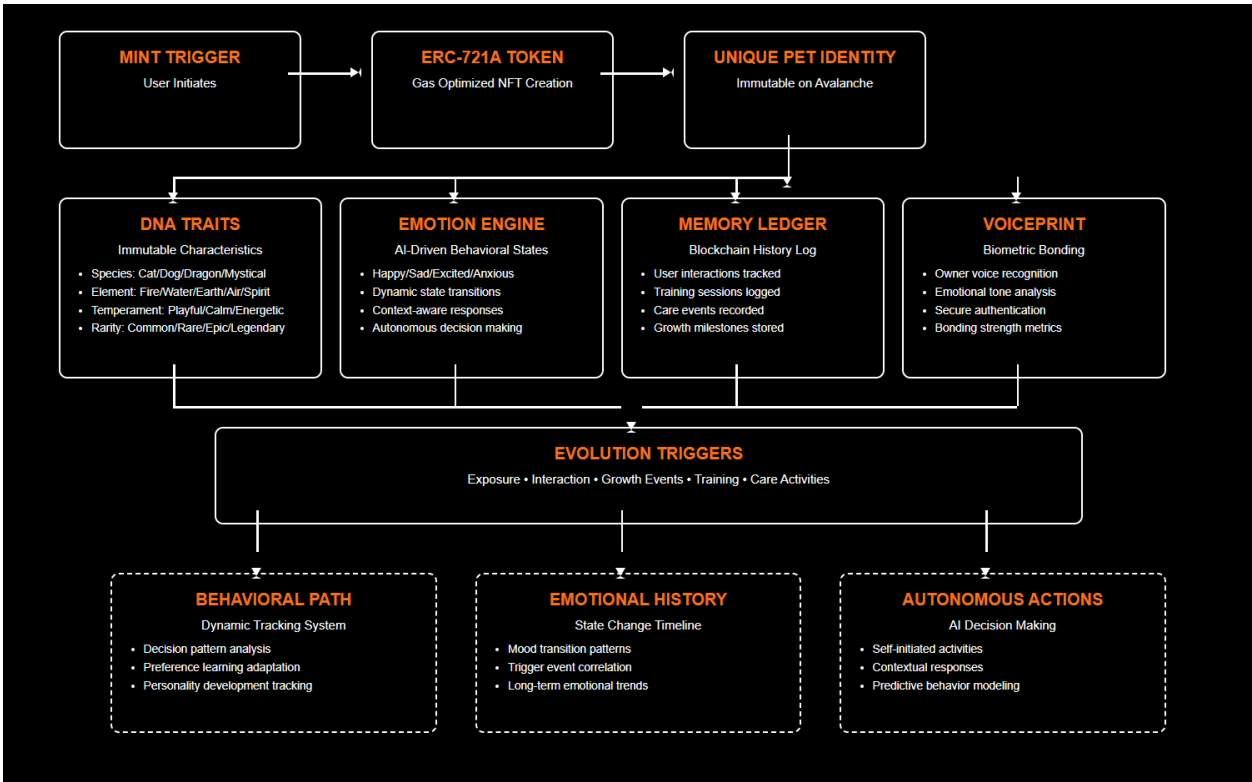 MINT TRIGGER
User Initiates
ERC-721A TOKEN
Gas Optimized NFT Creation
UNIQUE PET IDENTITY
Immutable on Avalanche
DNA TRAITS
Immutable Characteristics
• Species: Cat/Dog/Dragon/Mystical
• Element: Fire/Water/Earth/Air/Spirit
• Temperament: Playful/Calm/Energetic
• Rarity: Common/Rare/Epic/Legendary
EMOTION ENGINE
AI-Driven Behavioral States
• Happy/Sad/Excited/Anxious
• Dynamic state transitions
• Context-aware responses
• Autonomous decision making
MEMORY LEDGER
Blockchain History Log
• User interactions tracked
• Training sessions logged
• Care events recorded
• Growth milestones stored
VOICEPRINT
Biometric Bonding
• Owner voice recognition
• Emotional tone analysis
• Secure authentication
• Bonding strength metrics
EVOLUTION TRIGGERS
Exposure • Interaction • Growth Events • Training • Care Activities
BEHAVIORAL PATH
Dynamic Tracking System
• Decision pattern analysis
• Preference learning adaptation
• Personality development tracking
EMOTIONAL HISTORY
State Change Timeline
• Mood transition patterns
• Trigger event correlation
• Long-term emotional trends
AUTONOMOUS ACTIONS
AI Decision Making
• Self-initiated activities
• Contextual responses
• Predictive behavior modeling